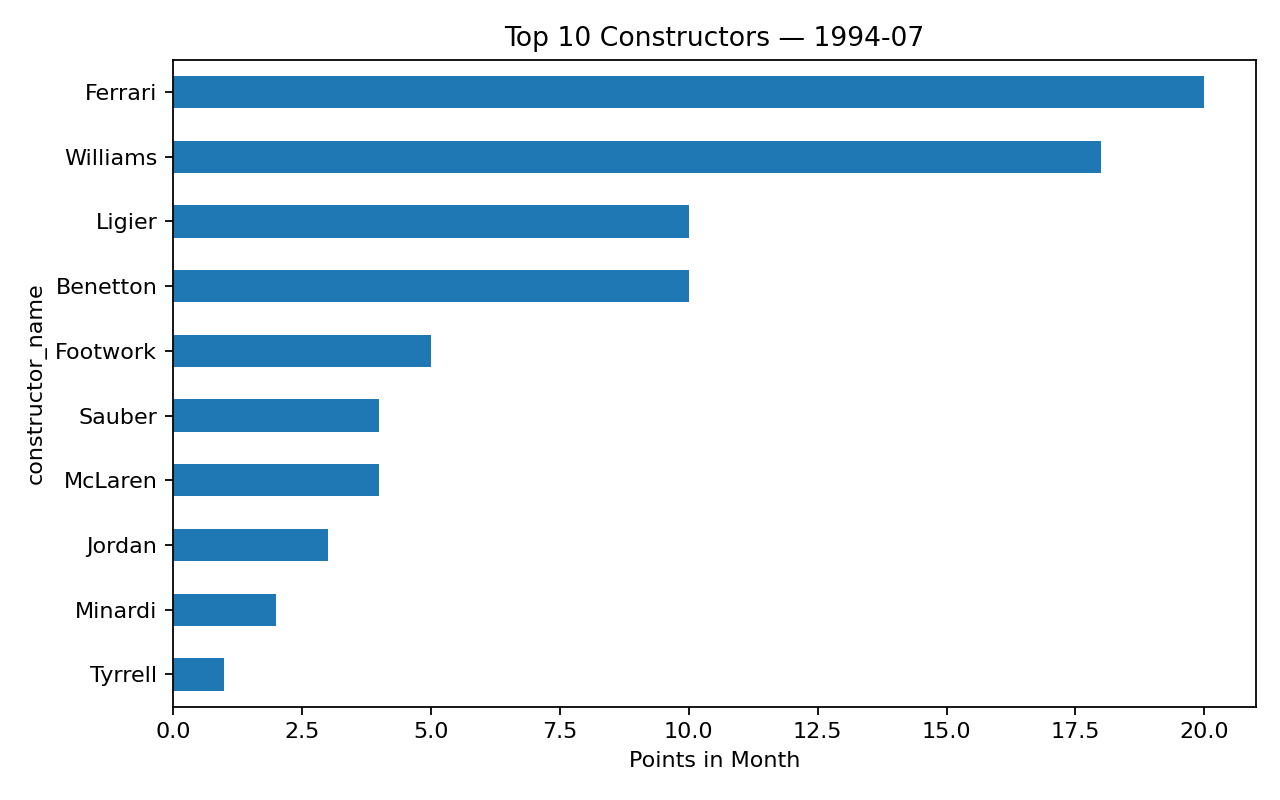 Top 10 Constructors — 1994-07
constructor_name
Ferrari
Williams
Ligier
Benetton
Footwork
Sauber
McLaren
Jordan
Minardi
Tyrrell
0.0 2.5 5.0 7.5 10.0 12.5 15.0 17.5 20.0
Points in Month